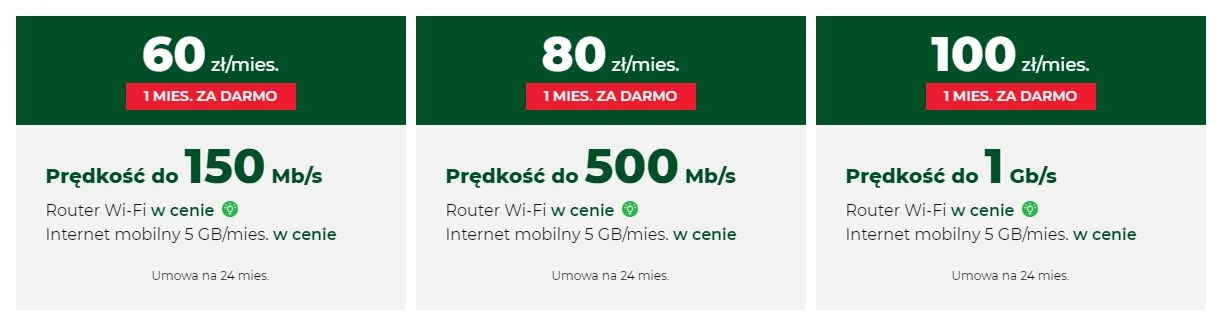 60 zł/mies.
1 MIES. ZA DARMO
Prędkość do 150 Mb/s
Router Wi-Fi w cenie
Internet mobilny 5 GB/mies. w cenie
Umowa na 24 mies.
80 zł/mies.
1 MIES. ZA DARMO
Prędkość do 500 Mb/s
Router Wi-Fi w cenie
Internet mobilny 5 GB/mies. w cenie
Umowa na 24 mies.
100 zł/mies.
1 MIES. ZA DARMO
Prędkość do 1 Gb/s
Router Wi-Fi w cenie
Internet mobilny 5 GB/mies. w cenie
Umowa na 24 mies.